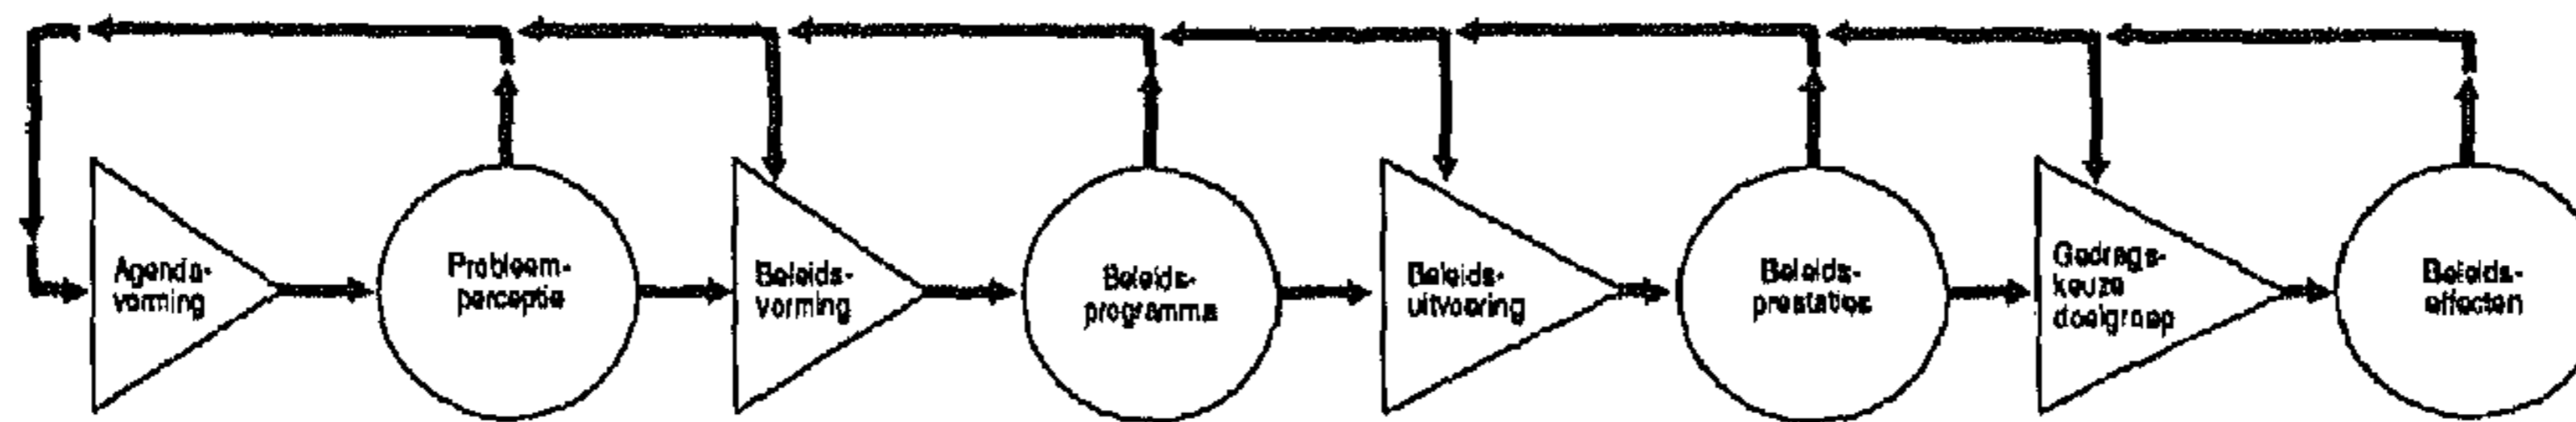 Agenda-
vorming
Probleem-
perceptie
Beleids-
vorming
Beleids-
programma
Beleids-
uitvoering
Beleids-
prestaties
Gedrags-
keuze
doelgroep
Beleids-
effecten